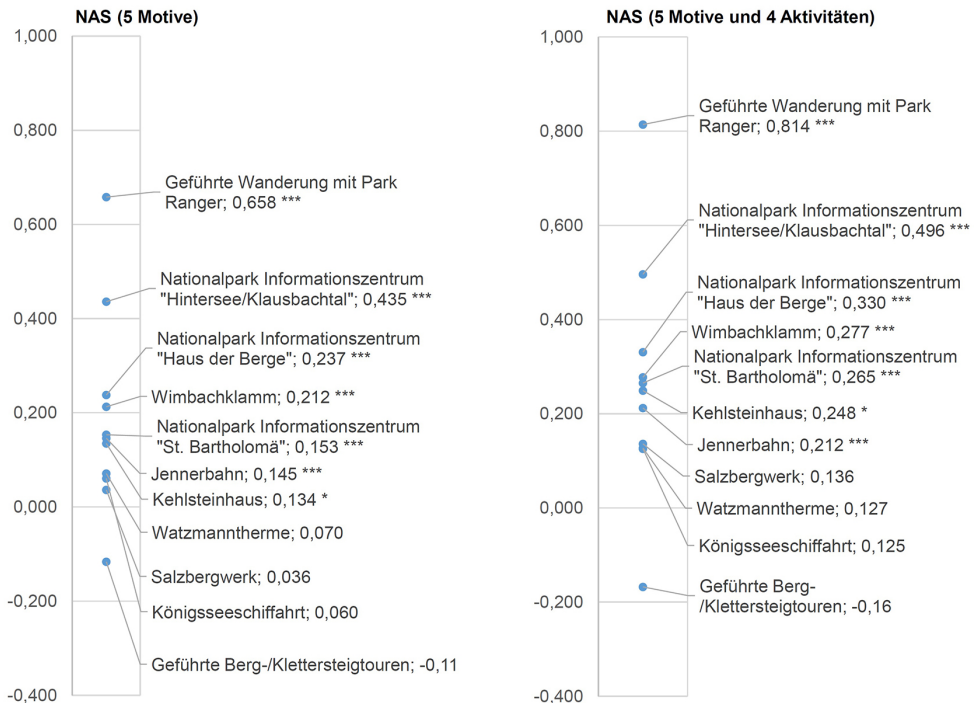 NAS (5 Motive)
1,000
0,800
0,600
0,400
0,200
0,000
-0,200
-0,400
Geführte Wanderung mit Park
Ranger; 0,658 ***
Nationalpark Informationszentrum
"Hintersee/Klausbachtal"; 0,435 ***
Nationalpark Informationszentrum
"Haus der Berge"; 0,237 ***
Wimbachklamm; 0,212 ***
Nationalpark Informationszentrum
"St. Bartholomä"; 0,153 ***
Jennerbahn; 0,145 ***
Kehlsteinhaus; 0,134 *
Watzmanntherme; 0,070
Salzbergwerk; 0,036
Königsseeschiffahrt; 0,060
Geführte Berg-/Klettersteigtouren; -0,11
NAS (5 Motive und 4 Aktivitäten)
1,000
0,800
0,600
0,400
0,200
0,000
-0,200
-0,400
Geführte Wanderung mit Park
Ranger; 0,814 ***
Nationalpark Informationszentrum
"Hintersee/Klausbachtal"; 0,496 ***
Nationalpark Informationszentrum
"Haus der Berge"; 0,330 ***
Wimbachklamm; 0,277 ***
Nationalpark Informationszentrum
"St. Bartholomä"; 0,265 ***
Kehlsteinhaus; 0,248 *
Jennerbahn; 0,212 ***
Salzbergwerk; 0,136
Watzmanntherme; 0,127
Königsseeschiffahrt; 0,125
Geführte Berg-
/Klettersteigtouren; -0,16